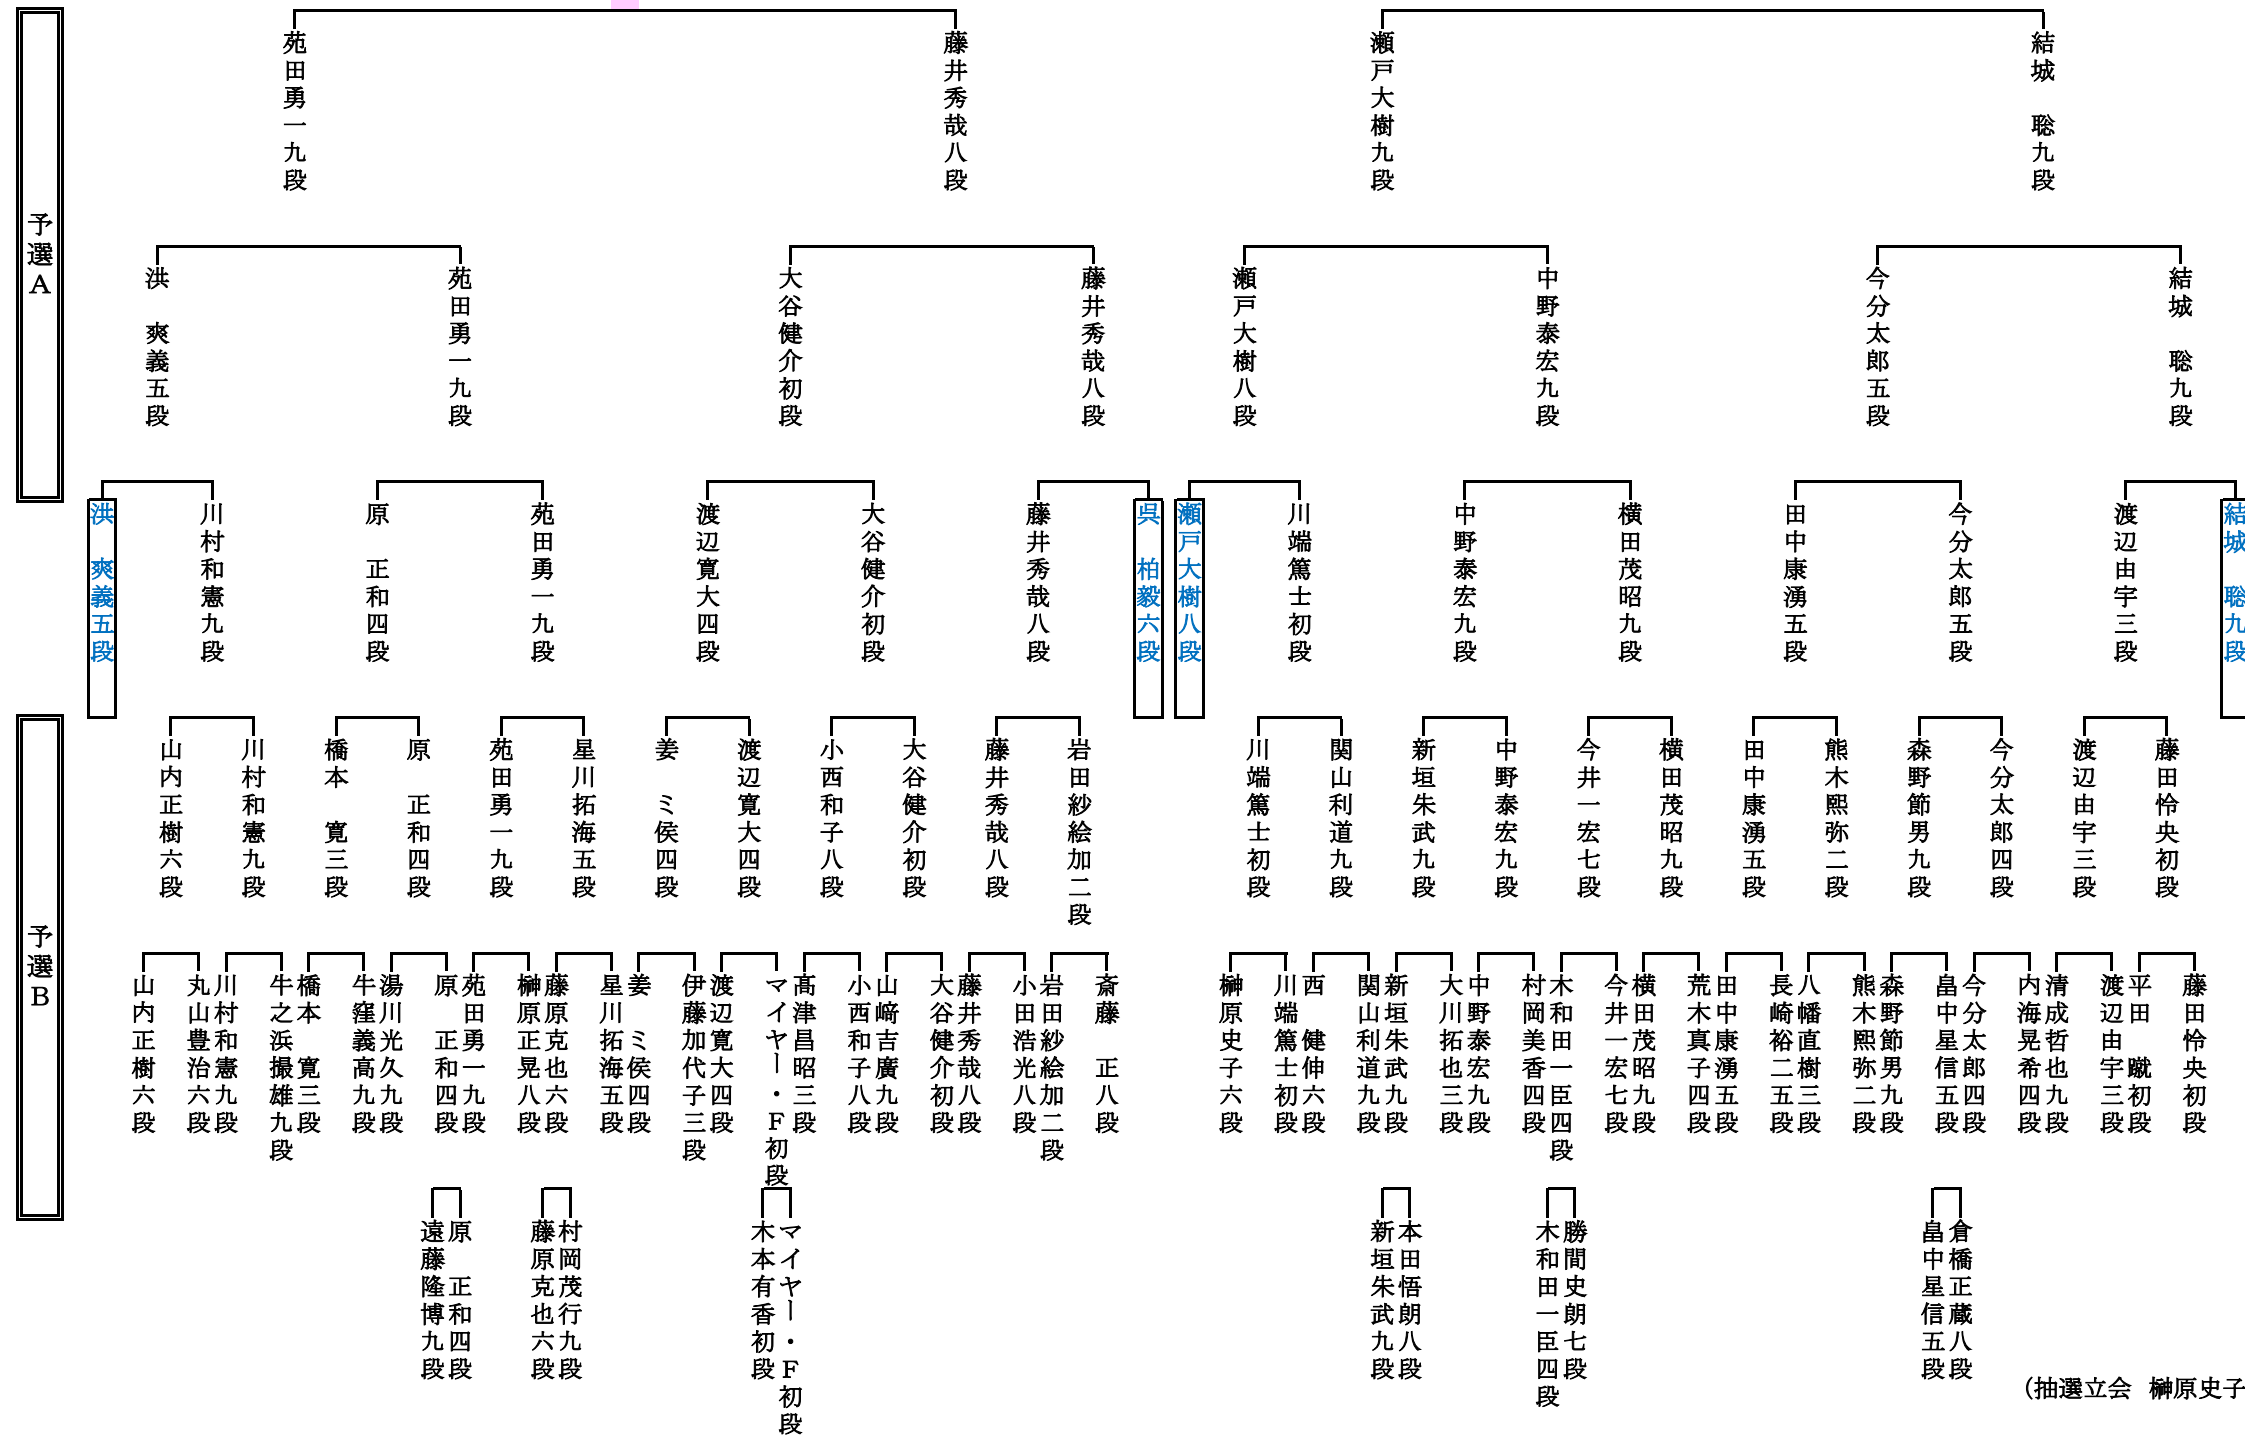 予選Ａ
苑田勇一九段
藤井秀哉八段
瀬戸大樹九段
結城　聡九段
洪　爽義五段
苑田勇一九段
大谷健介初段
藤井秀哉八段
瀬戸大樹八段
中野泰宏九段
今分太郎五段
結城　聡九段
洪　爽義五段
川村和憲九段
原　正和四段
苑田勇一九段
渡辺寛大四段
大谷健介初段
藤井秀哉八段
呉　柏毅六段
瀬戸大樹八段
川端篤士初段
中野泰宏九段
横田茂昭九段
田中康湧五段
今分太郎五段
渡辺由宇三段
結城　聡九段
予選Ｂ
山内正樹六段
川村和憲九段
橋本　寛三段
原　正和四段
苑田勇一九段
星川拓海五段
姜　ミ侯四段
渡辺寛大四段
小西和子八段
大谷健介初段
藤井秀哉八段
岩田紗絵加二段
川端篤士初段
関山利道九段
新垣朱武九段
中野泰宏九段
今井一宏七段
横田茂昭九段
田中康湧五段
熊木熙弥二段
森野節男九段
今分太郎四段
渡辺由宇三段
藤田怜央初段
山内正樹六段
丸山豊治六段
川村和憲九段
牛之浜撮雄九段
橋本　寛三段
牛窪義高九段
湯川光久九段
原　正和四段
苑田勇一九段
榊原正晃八段
藤原克也六段
星川拓海五段
姜　ミ侯四段
伊藤加代子三段
渡辺寛大四段
マイヤー・Ｆ初段
髙津昌昭三段
小西和子八段
山﨑吉廣九段
大谷健介初段
藤井秀哉八段
小田浩光八段
岩田紗絵加二段
斎藤　正八段
榊原史子六段
川端篤士初段
西　健伸六段
関山利道九段
新垣朱武九段
大川拓也三段
中野泰宏九段
村岡美香四段
木和田一臣四段
今井一宏七段
横田茂昭九段
荒木真子四段
田中康湧五段
長崎裕二五段
八幡直樹三段
熊木熙弥二段
森野節男九段
畠中星信五段
今分太郎四段
内海晃希四段
清成哲也九段
渡辺由宇三段
平田　蹴初段
藤田怜央初段
遠藤隆博九段
原　正和四段
藤原克也六段
村岡茂行九段
木本有香初段
マイヤー・Ｆ初段
新垣朱武九段
本田悟朗八段
木和田一臣四段
勝間史朗七段
畠中星信五段
倉橋正蔵八段
（抽選立会　榊原史子